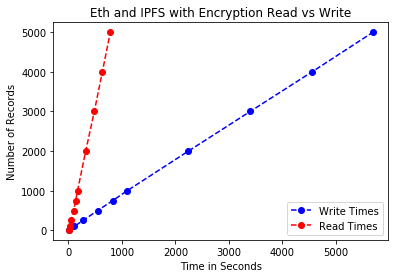 Eth and IPFS with Encryption Read vs Write
Number of Records
5000
4000
3000
2000
1000
0
0 1000 2000 3000 4000 5000
Time in Seconds
Write Times
Read Times